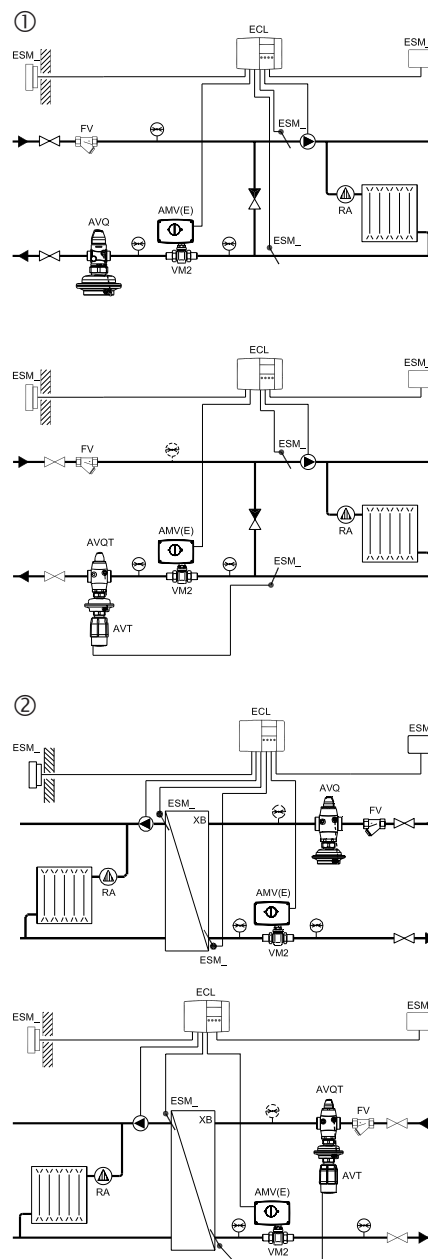 ①
ECL
ESM_
ESM_
ESM_
FV
AMV(E)
AVQ
RA
ESM_
VM2
ECL
ESM_
ESM_
ESM_
FV
AMV(E)
AVQT
RA
ESM_
VM2
AVT
②
ECL
ESM
ESM_
ESM_
AVQ
FV
XB
AMV(E)
RA
VM2
ESM_
ECL
ESM_
ESM
ESM_
AVQT
FV
XB
AVT
AMV(E)
RA
VM2